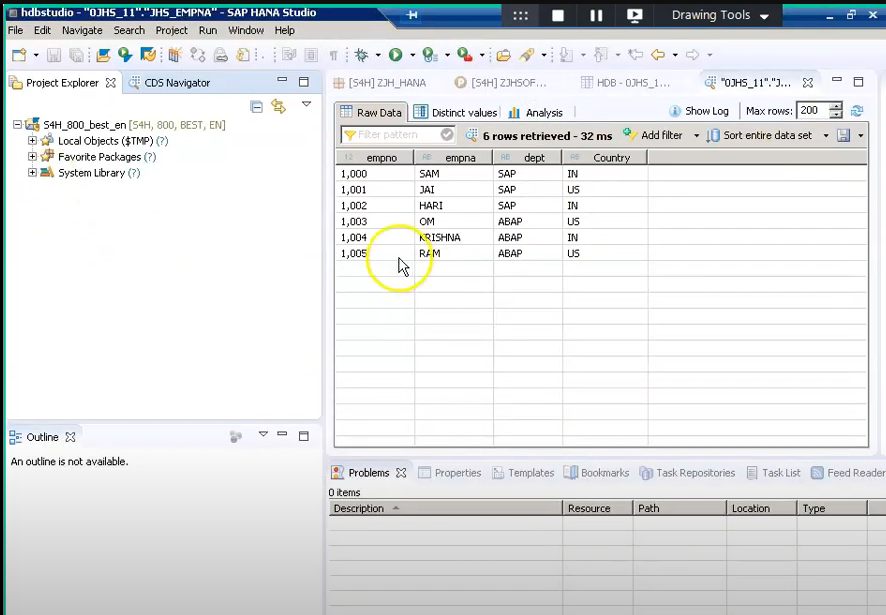 hdbstudio - "0JHS_11"."JHS_EMPNA" - SAP HANA Studio
Drawing Tools
File Edit Navigate Search Project Run Window Help
Project Explorer CDS Navigator
[S4H] ZJH_HANA [S4H] ZJHSOF... HDB - 0JHS_1... "0JHS_11"."J...
S4H_800_best_en [S4H, 800, BEST, EN]
Local Objects ($TMP) (?)
Favorite Packages (?)
System Library (?)
Raw Data Distinct values Analysis Show Log Max rows: 200
Filter pattern 6 rows retrieved - 32 ms Add filter Sort entire data set
12 empno RB empna RB dept RB Country
1,000 SAM SAP IN
1,001 JAI SAP US
1,002 HARI SAP IN
1,003 OM ABAP US
1,004 KRISHNA ABAP IN
1,005 RAM ABAP US
Outline
An outline is not available.
Problems Properties Templates Bookmarks Task Repositories Task List Feed Reader
0 items
Description Resource Path Location Type